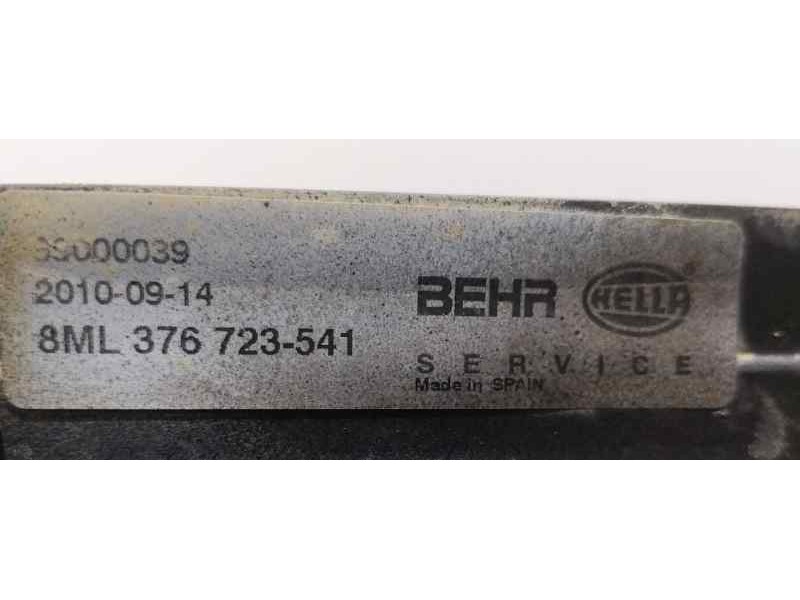 2010-09-14
8ML 376 723-541
BEHR HELLA
SERVICE
Made in SPAIN